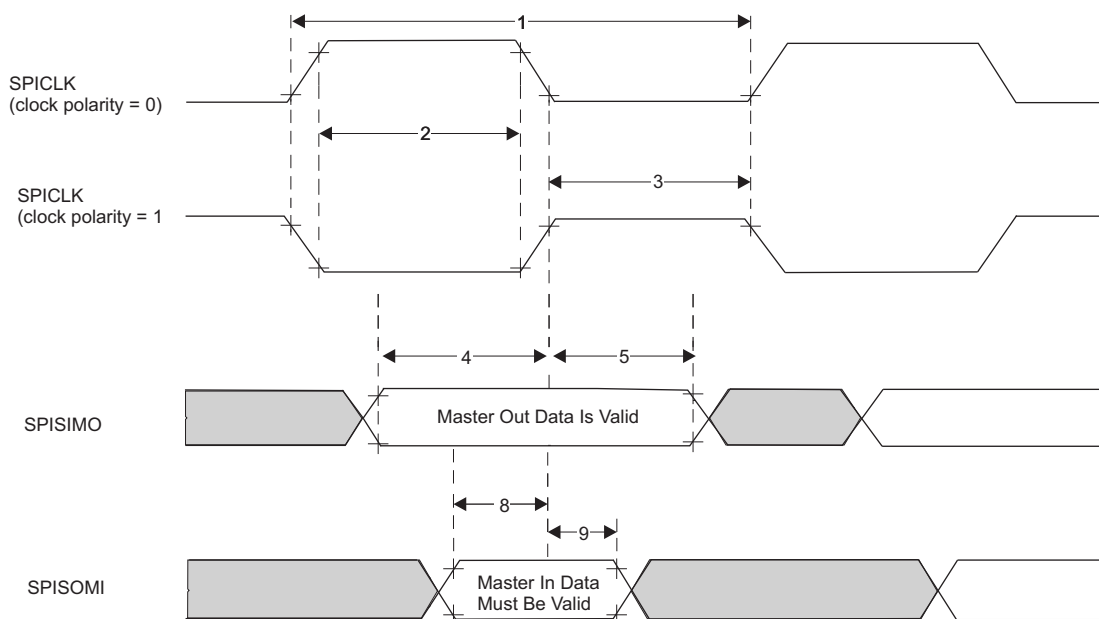 1
SPICLK
(clock polarity = 0)
2
SPICLK
(clock polarity = 1
3
4
5
SPISIMO
Master Out Data Is Valid
8
9
SPISOMI
Master In Data
Must Be Valid